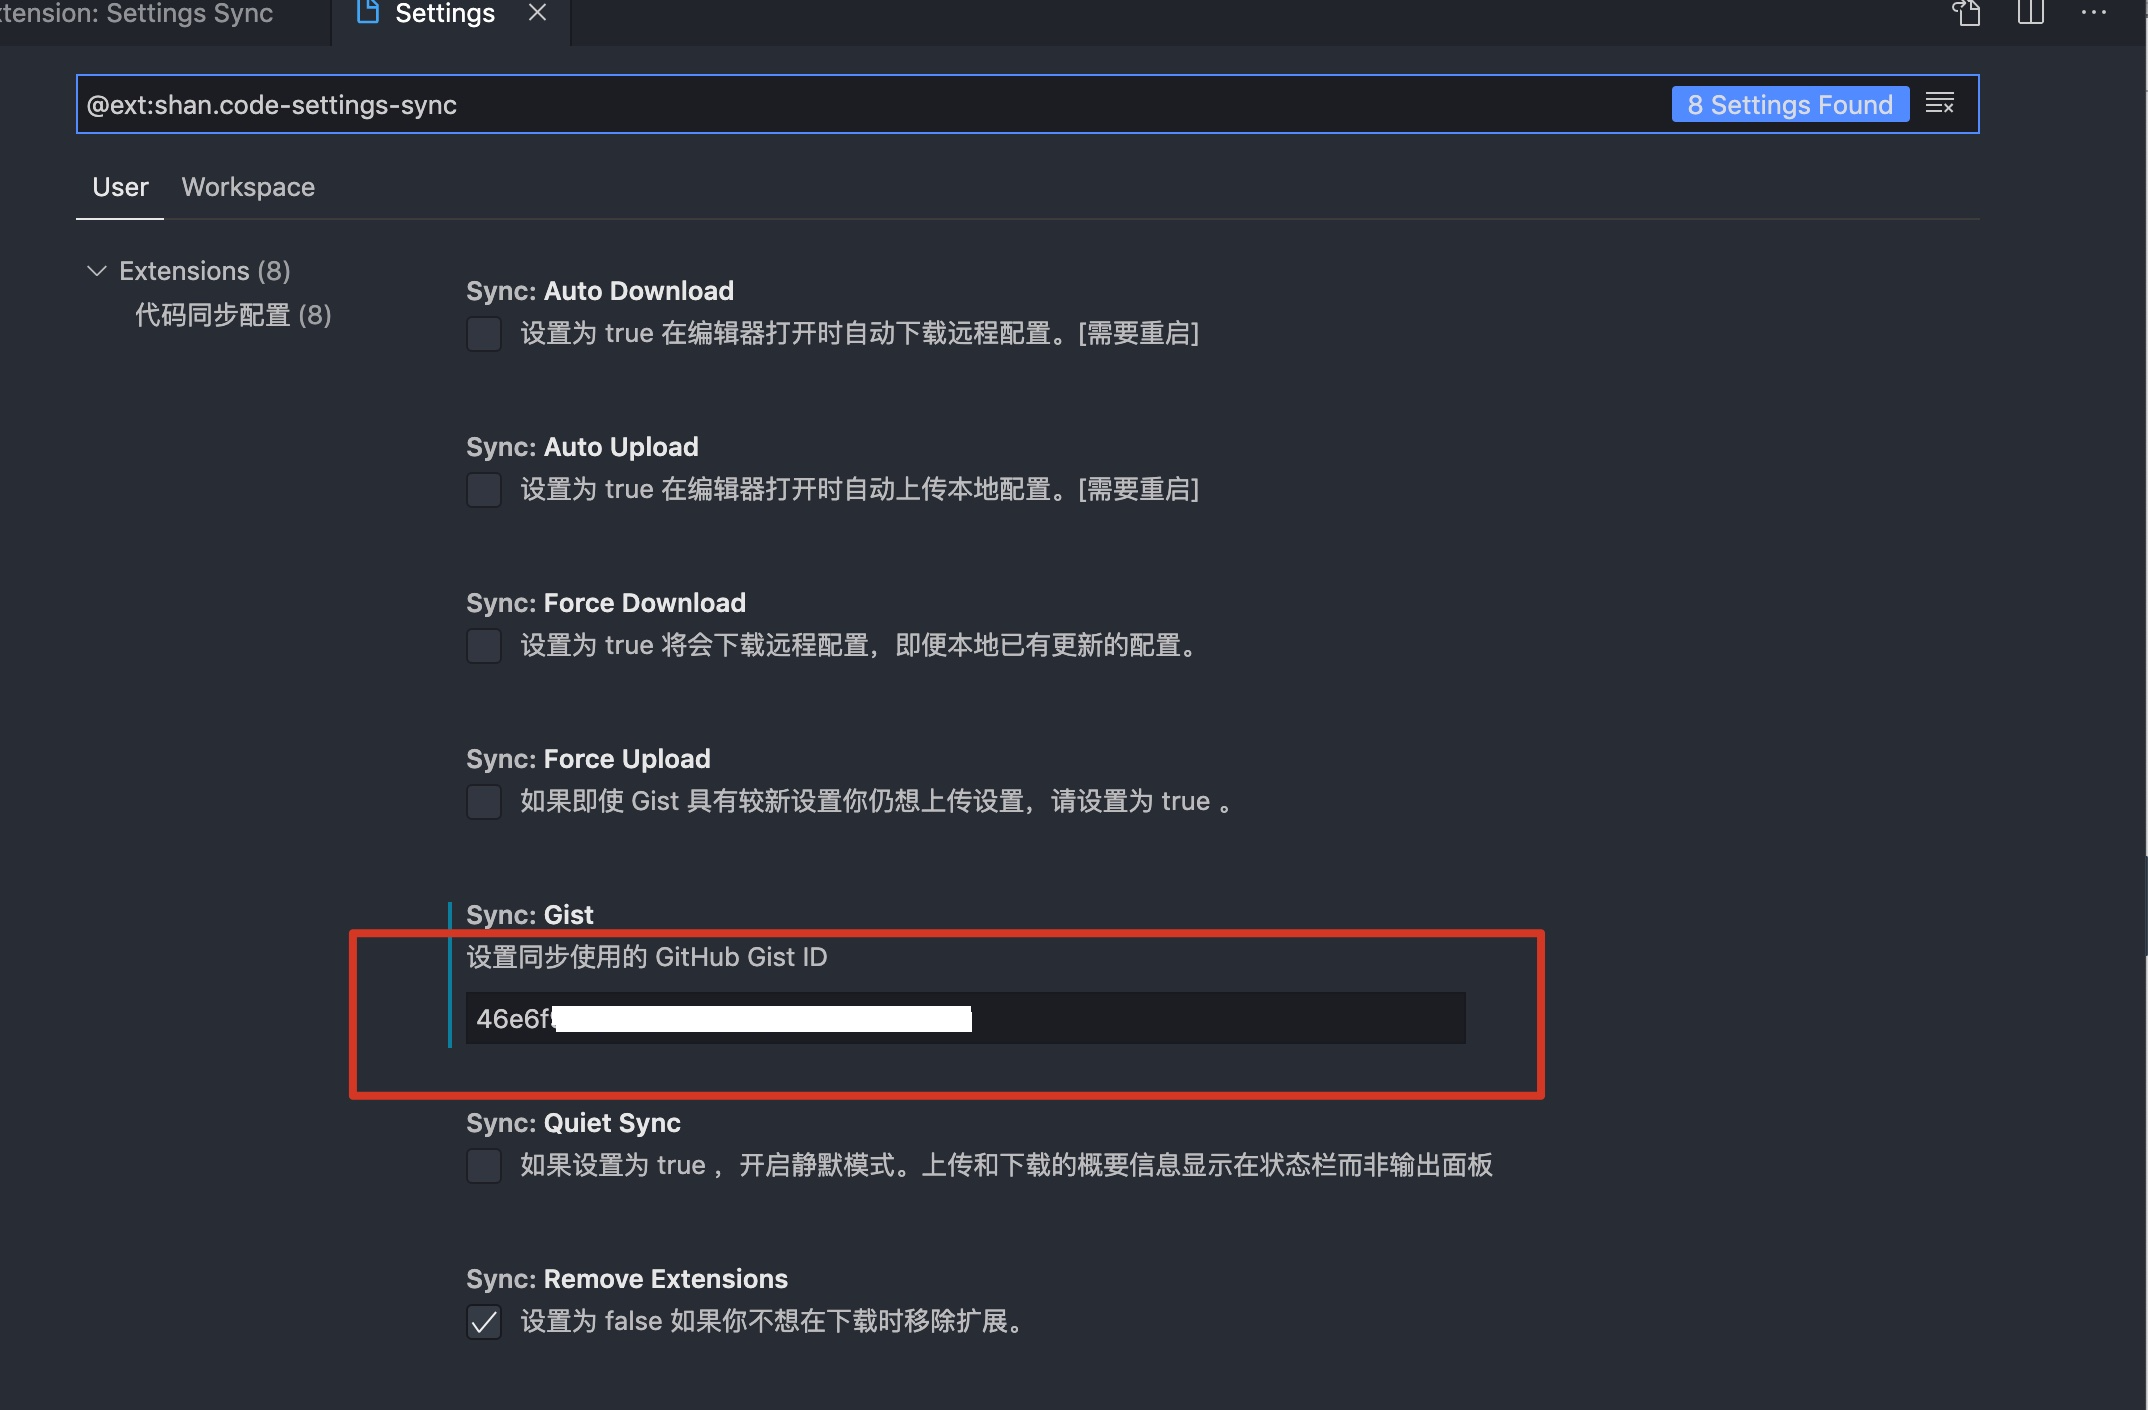 tension: Settings Sync
Settings
@ext:shan.code-settings-sync
8 Settings Found
User Workspace
Extensions (8)
代码同步配置 (8)
Sync: Auto Download
设置为 true 在编辑器打开时自动下载远程配置。[需要重启]
Sync: Auto Upload
设置为 true 在编辑器打开时自动上传本地配置。[需要重启]
Sync: Force Download
设置为 true 将会下载远程配置，即便本地已有更新的配置。
Sync: Force Upload
如果即使 Gist 具有较新设置你仍想上传设置，请设置为 true 。
Sync: Gist
设置同步使用的 GitHub Gist ID
46e6f
Sync: Quiet Sync
如果设置为 true ，开启静默模式。上传和下载的概要信息显示在状态栏而非输出面板
Sync: Remove Extensions
设置为 false 如果你不想在下载时移除扩展。